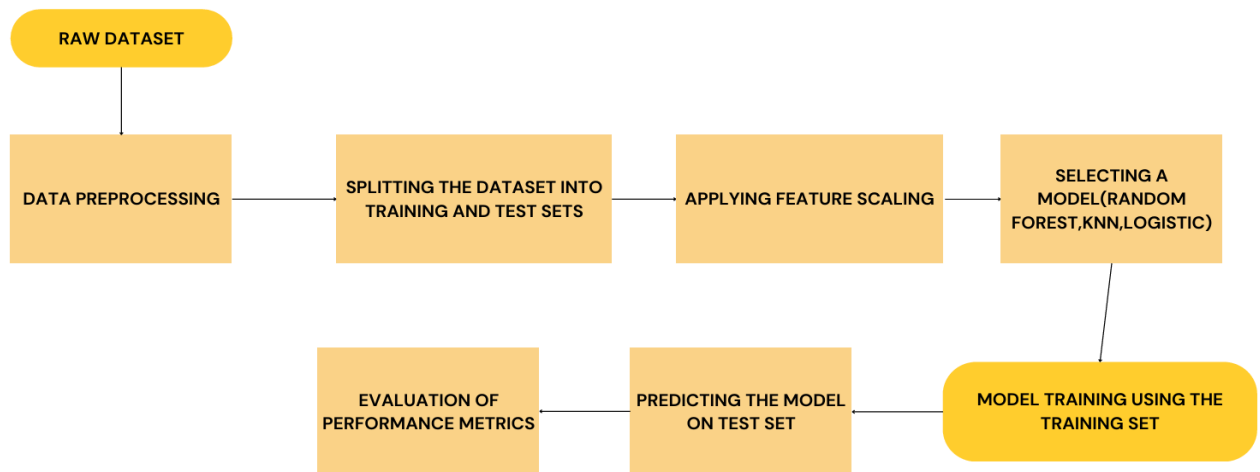 RAW DATASET
DATA PREPROCESSING
SPLITTING THE DATASET INTO
TRAINING AND TEST SETS
APPLYING FEATURE SCALING
SELECTING A
MODEL(RANDOM
FOREST,KNN,LOGISTIC)
MODEL TRAINING USING THE
TRAINING SET
PREDICTING THE MODEL
ON TEST SET
EVALUATION OF
PERFORMANCE METRICS